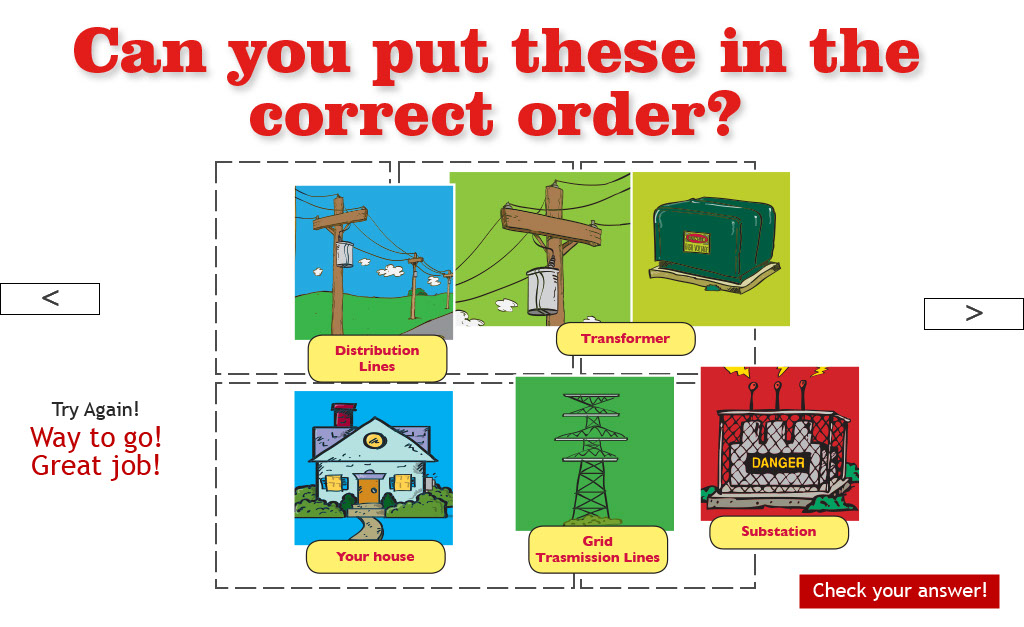 Can you put these in the
correct order?
Distribution
Lines
Transformer
<
>
Try Again!
Way to go!
Great job!
DANGER
Your house
Grid
Trasmission Lines
Substation
Check your answer!